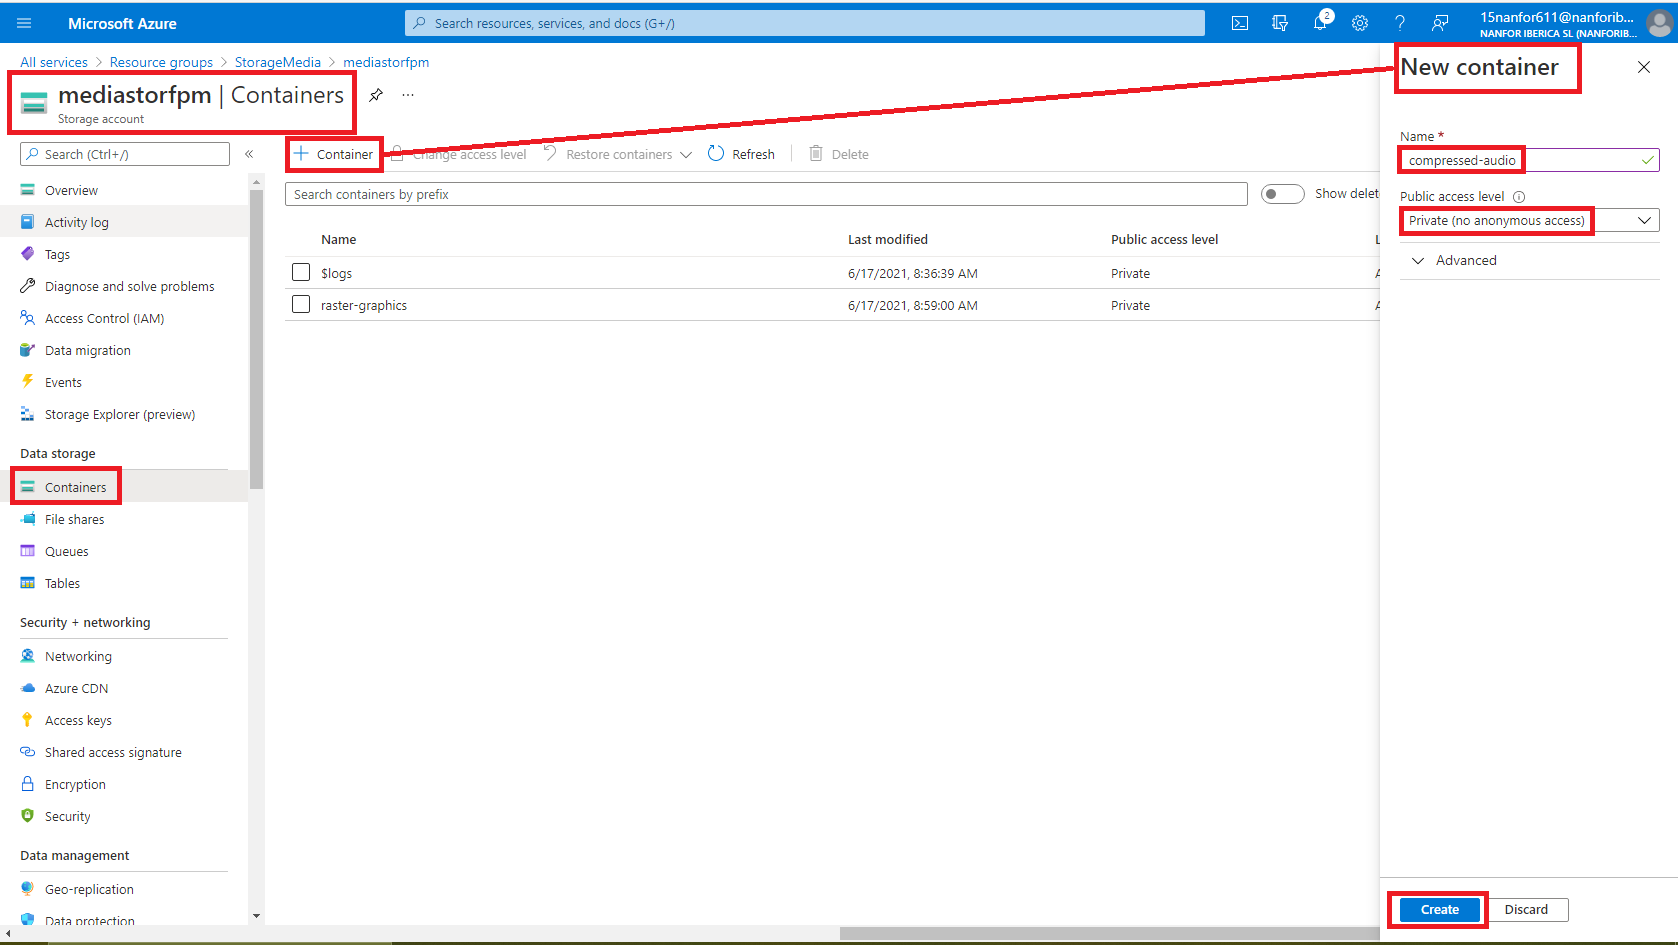 Microsoft Azure
Search resources, services, and docs (G+/)
2
15nanfor611@nanforib...
NANFOR IBERICA SL (NANFORIB...
All services > Resource groups > StorageMedia > mediastorfpm
mediastorfpm | Containers
Storage account
Search (Ctrl+/)
Overview
Activity log
Tags
Diagnose and solve problems
Access Control (IAM)
Data migration
Events
Storage Explorer (preview)
Data storage
Containers
File shares
Queues
Tables
Security + networking
Networking
Azure CDN
Access keys
Shared access signature
Encryption
Security
Data management
Geo-replication
Data protection
+ Container
Change access level
Restore containers
Refresh
Delete
Search containers by prefix
Show delet
Name Last modified Public access level
$logs 6/17/2021, 8:36:39 AM Private
raster-graphics 6/17/2021, 8:59:00 AM Private
New container
Name *
compressed-audio
Public access level
Private (no anonymous access)
Advanced
Create
Discard